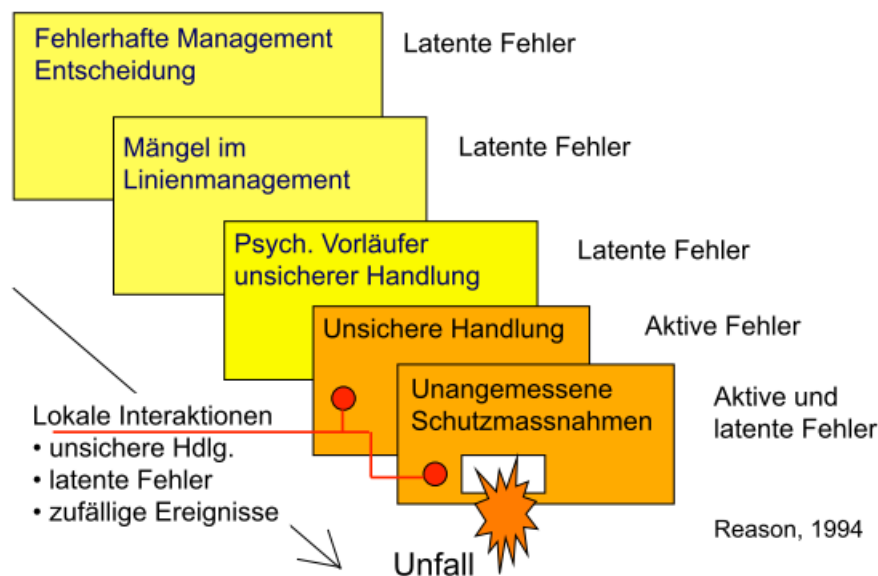 Fehlerhafte Management
Entscheidung
Latente Fehler
Mängel im
Linienmanagement
Latente Fehler
Psych. Vorläufer
unsicherer Handlung
Latente Fehler
Unsichere Handlung
Aktive Fehler
Unangemessene
Schutzmassnahmen
Aktive und
latente Fehler
Lokale Interaktionen
• unsichere Hdlg.
• latente Fehler
• zufällige Ereignisse
Reason, 1994
Unfall